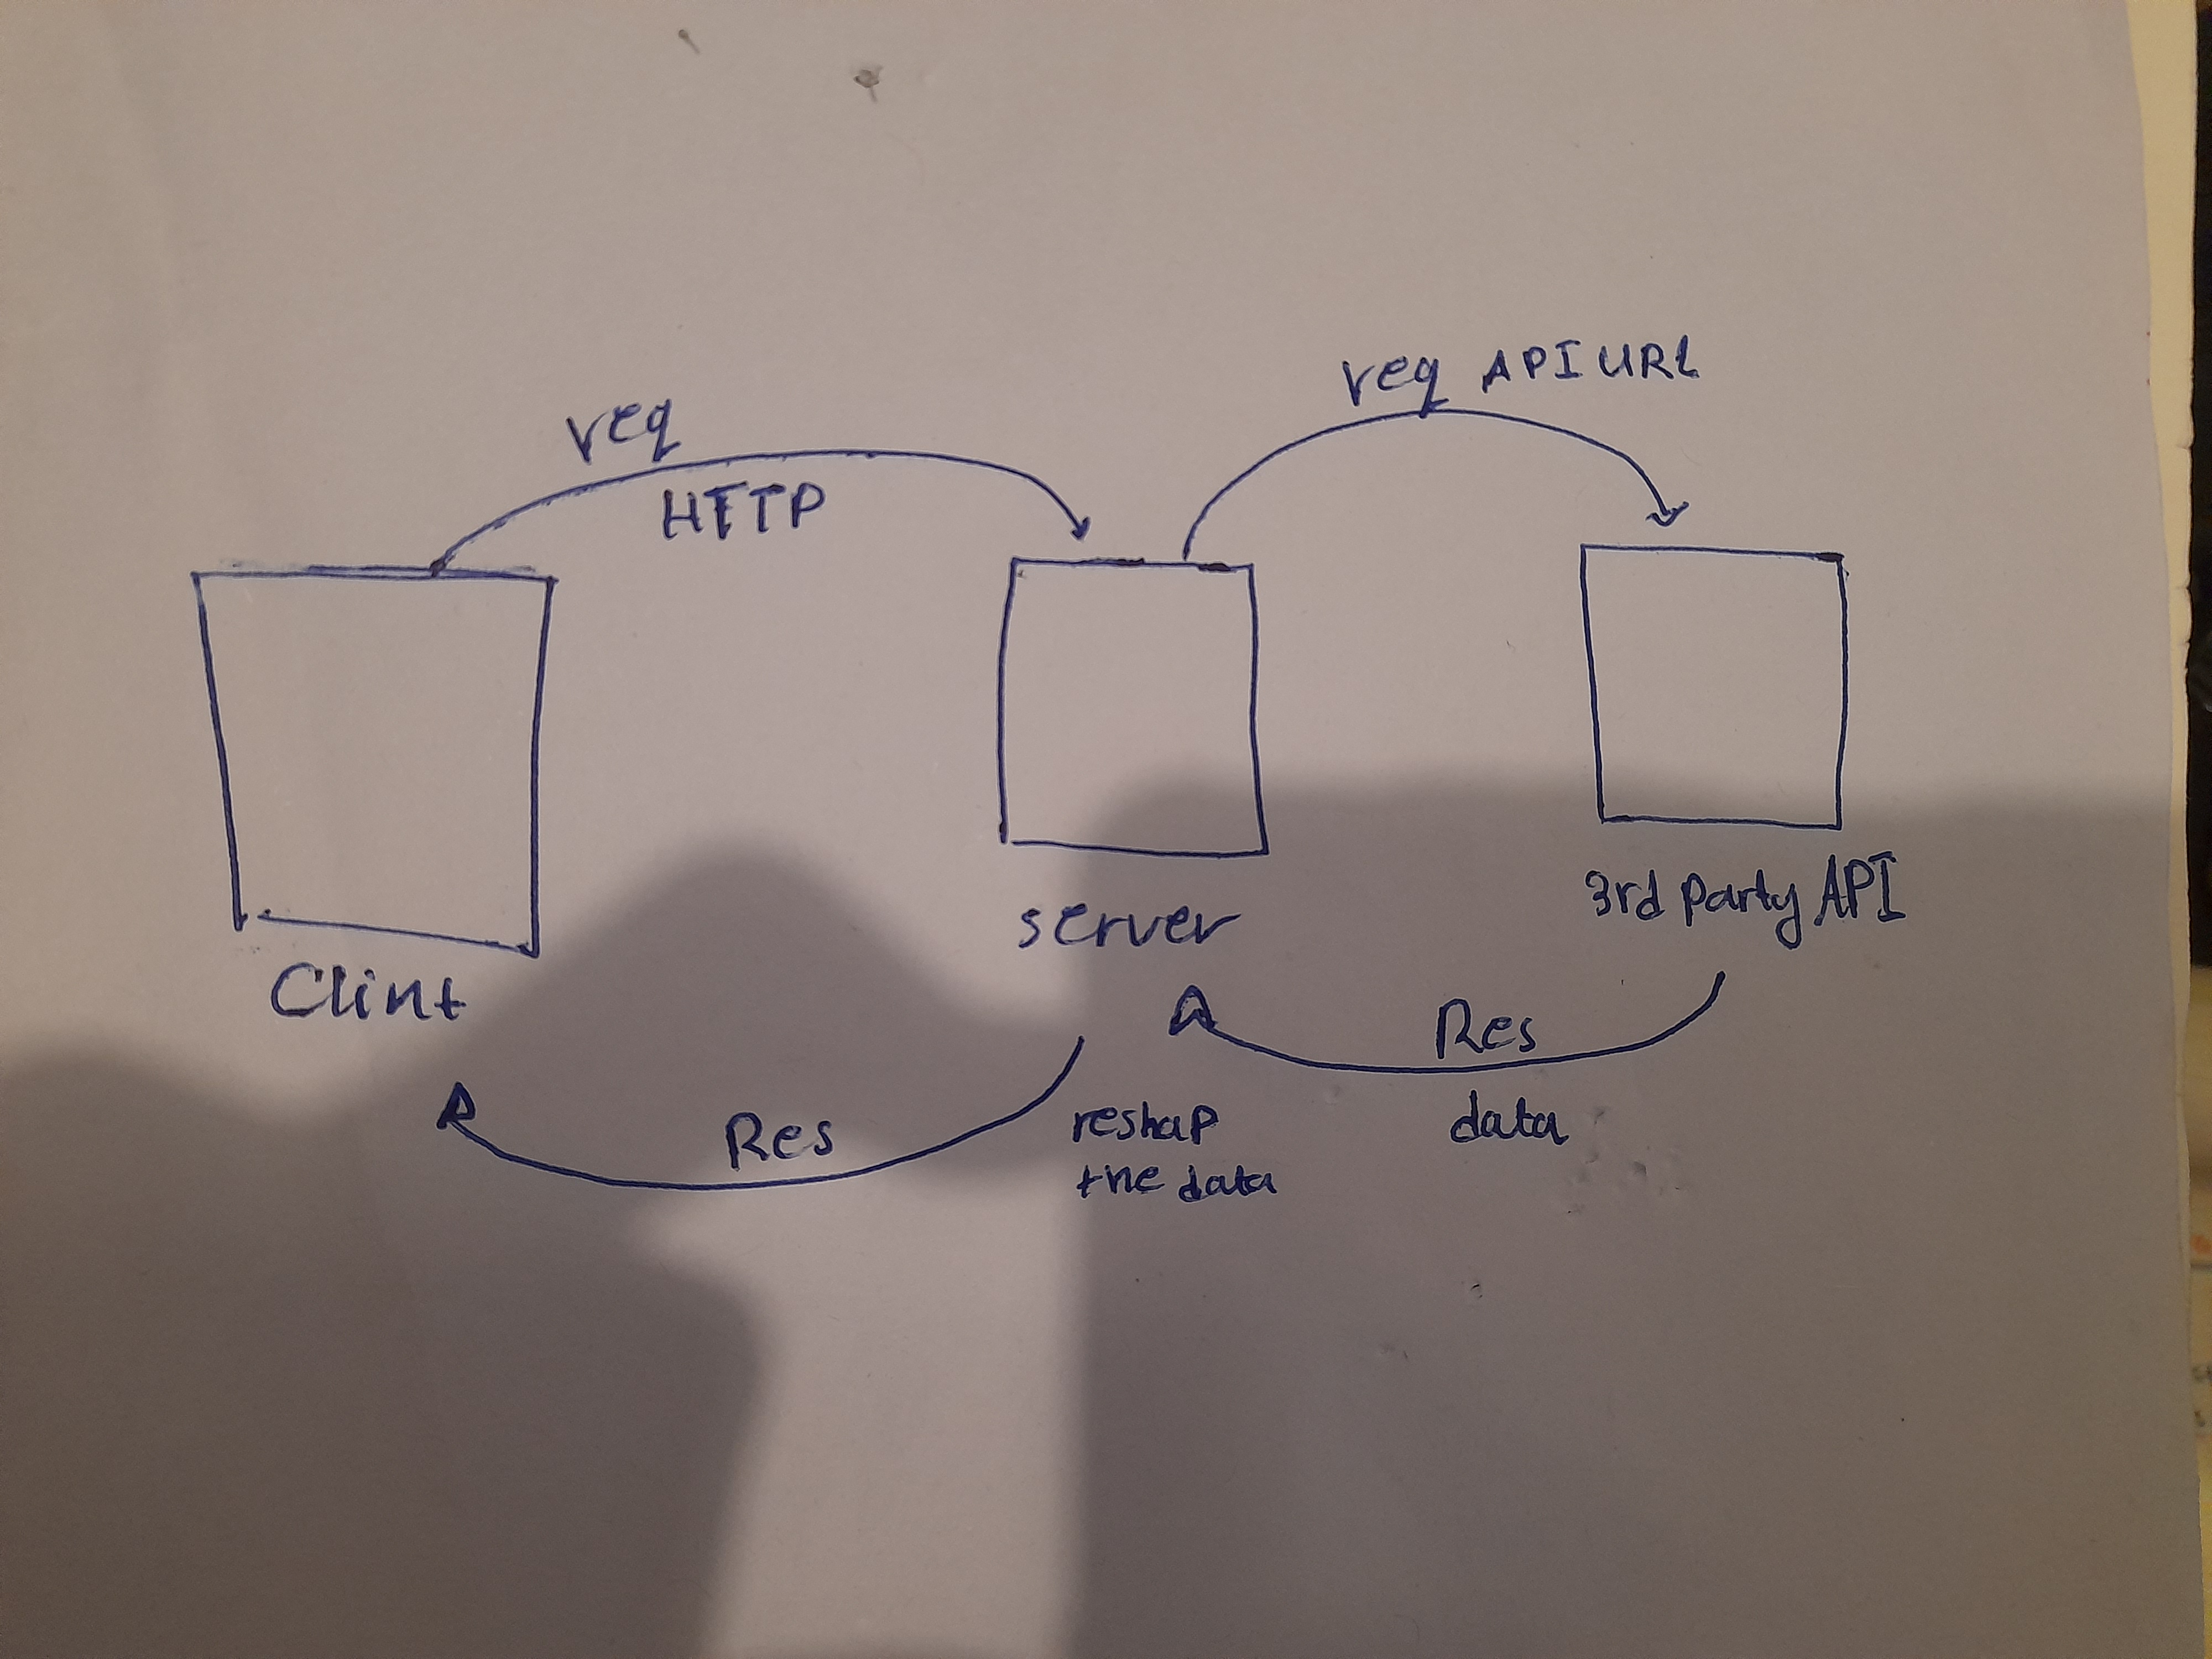 req API URL
req
HTTP
3rd party API
server
Clint
Res
data
Res
reshap
the data